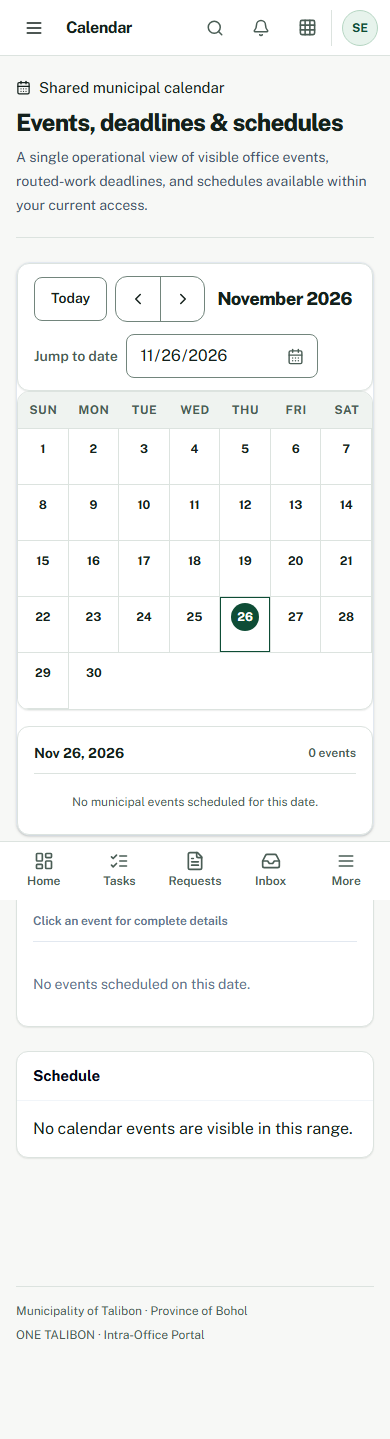 Calendar
SE
Shared municipal calendar
Events, deadlines & schedules
A single operational view of visible office events,
routed-work deadlines, and schedules available within
your current access.
Today
November 2026
Jump to date
11/26/2026
SUN MON TUE WED THU FRI SAT
1 2 3 4 5 6 7
8 9 10 11 12 13 14
15 16 17 18 19 20 21
22 23 24 25 26 27 28
29 30
Nov 26, 2026
0 events
No municipal events scheduled for this date.
Home Tasks Requests Inbox More
Click an event for complete details
No events scheduled on this date.
Schedule
No calendar events are visible in this range.
Municipality of Talibon · Province of Bohol
ONE TALIBON · Intra-Office Portal